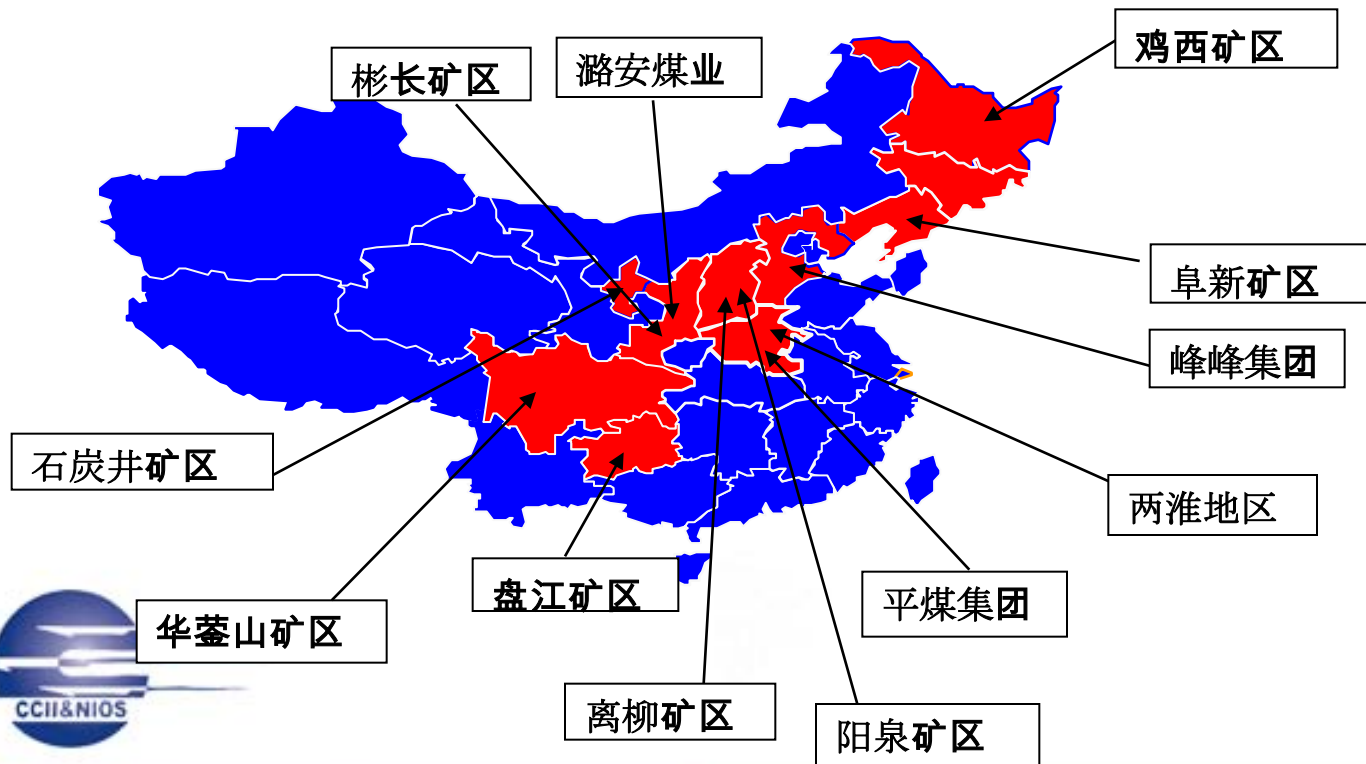 鸡西矿区
潞安煤业
彬长矿区
阜新矿区
峰峰集团
石炭井矿区
两淮地区
盘江矿区
平煤集团
华蓥山矿区
离柳矿区
阳泉矿区
CCII&NIOS